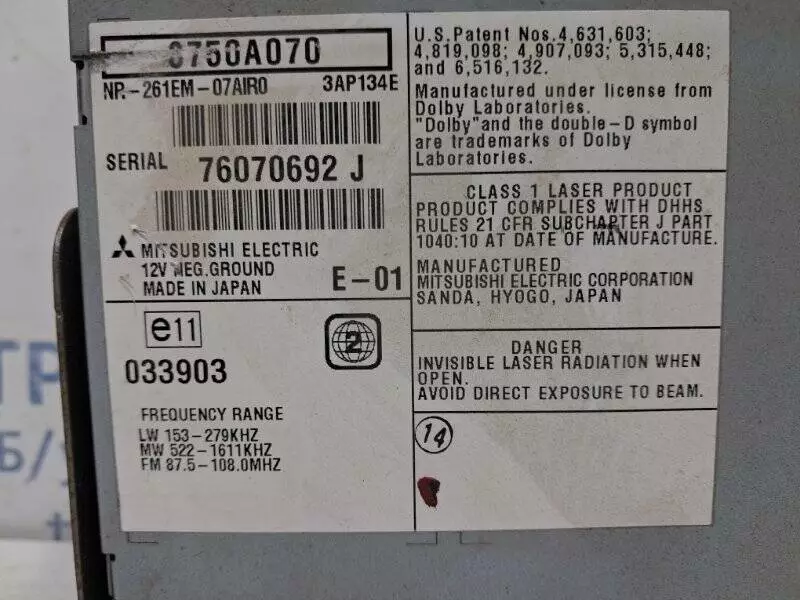 8750A070
NP.-261EM-07AIR0 3AP134E
SERIAL 76070692 J
MITSUBISHI ELECTRIC
12V NEG.GROUND
MADE IN JAPAN E-01
e11
2
033903
FREQUENCY RANGE
LW 153-279KHZ
MW 522-1611KHZ
FM 87.5-108.0MHZ
U.S.Patent Nos.4,631,603;
4,819,098; 4,907,093; 5,315,448;
and 6,516,132.
Manufactured under license from
Dolby Laboratories.
"Dolby"and the double-D symbol
are trademarks of Dolby
Laboratories.
CLASS 1 LASER PRODUCT
PRODUCT COMPLIES WITH DHHS
RULES 21 CFR SUBCHAPTER J PART
1040:10 AT DATE OF MANUFACTURE.
MANUFACTURED
MITSUBISHI ELECTRIC CORPORATION
SANDA, HYOGO, JAPAN
DANGER
INVISIBLE LASER RADIATION WHEN
OPEN.
AVOID DIRECT EXPOSURE TO BEAM.
14